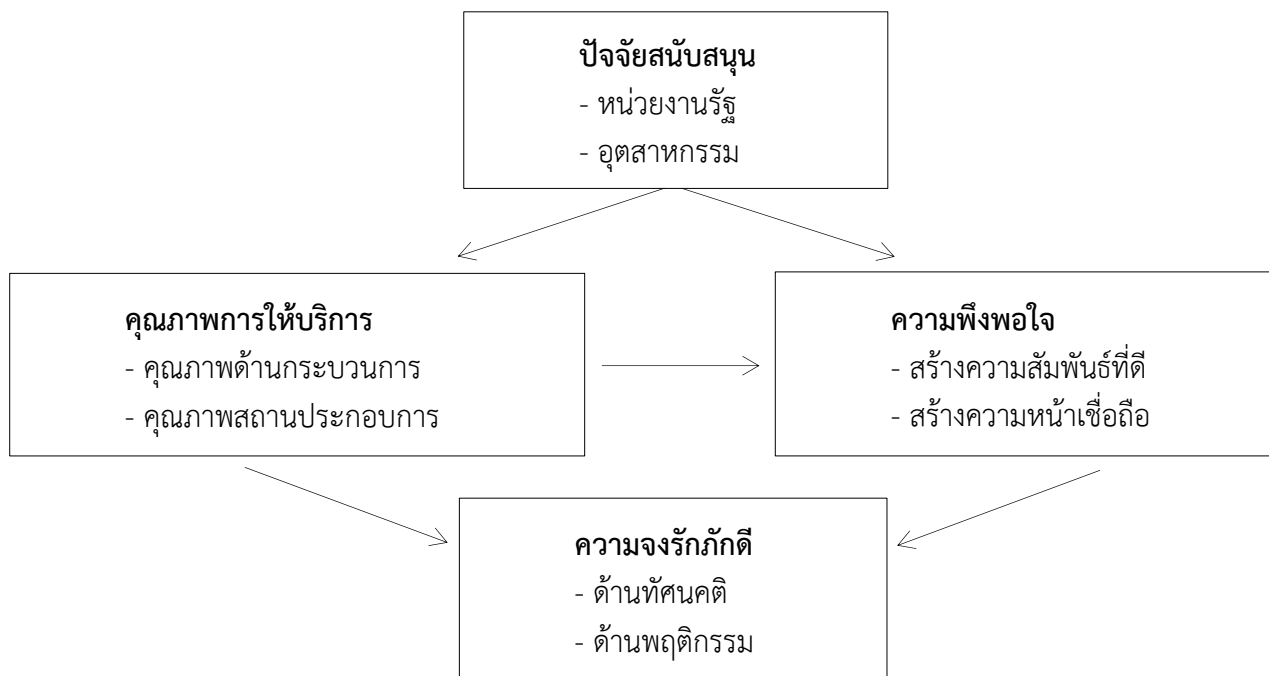 ปัจจัยสนับสนุน
- หน่วยงานรัฐ
- อุตสาหกรรม
คุณภาพการให้บริการ
- คุณภาพด้านกระบวนการ
- คุณภาพสถานประกอบการ
ความพึงพอใจ
- สร้างความสัมพันธ์ที่ดี
- สร้างความหน้าเชื่อถือ
ความจงรักภักดี
- ด้านทัศนคติ
- ด้านพฤติกรรม